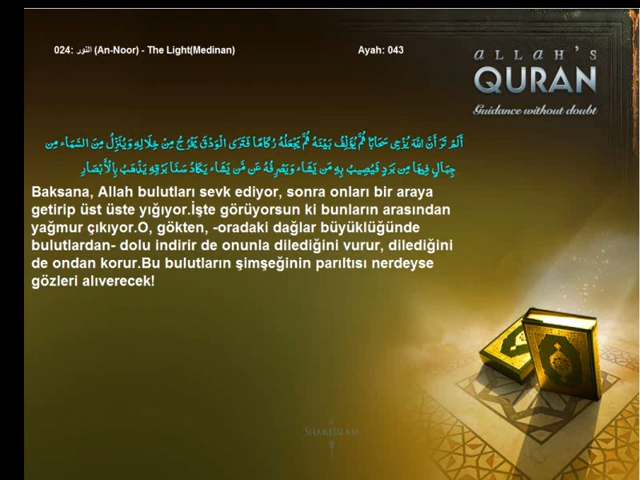 024: النور (An-Noor) - The Light(Medinan) Ayah: 043
ALLAH'S
QURAN
Guidance without doubt
أَلَمْ تَرَ أَنَّ اللَّهَ يُزْجِي سَحَابًا ثُمَّ يُؤَلِّفُ بَيْنَهُ ثُمَّ يَجْعَلُهُ رُكَامًا فَتَرَى الْوَدْقَ يَخْرُجُ مِنْ خِلَالِهِ وَيُنَزِّلُ مِنَ السَّمَاءِ مِن
جِبَالٍ فِيهَا مِن بَرَدٍ فَيُصِيبُ بِهِ مَن يَشَاءُ وَيَصْرِفُهُ عَن مَّن يَشَاءُ يَكَادُ سَنَا بَرْقِهِ يَذْهَبُ بِالْأَبْصَارِ
Baksana, Allah bulutları sevk ediyor, sonra onları bir araya
getirip üst üste yığıyor.İşte görüyorsun ki bunların arasından
yağmur çıkıyor.O, gökten, -oradaki dağlar büyüklüğünde
bulutlardan- dolu indirir de onunla dilediğini vurur, dilediğini
de ondan korur.Bu bulutların şimşeğinin parıltısı nerdeyse
gözleri alıverecek!
SHAREISLAM